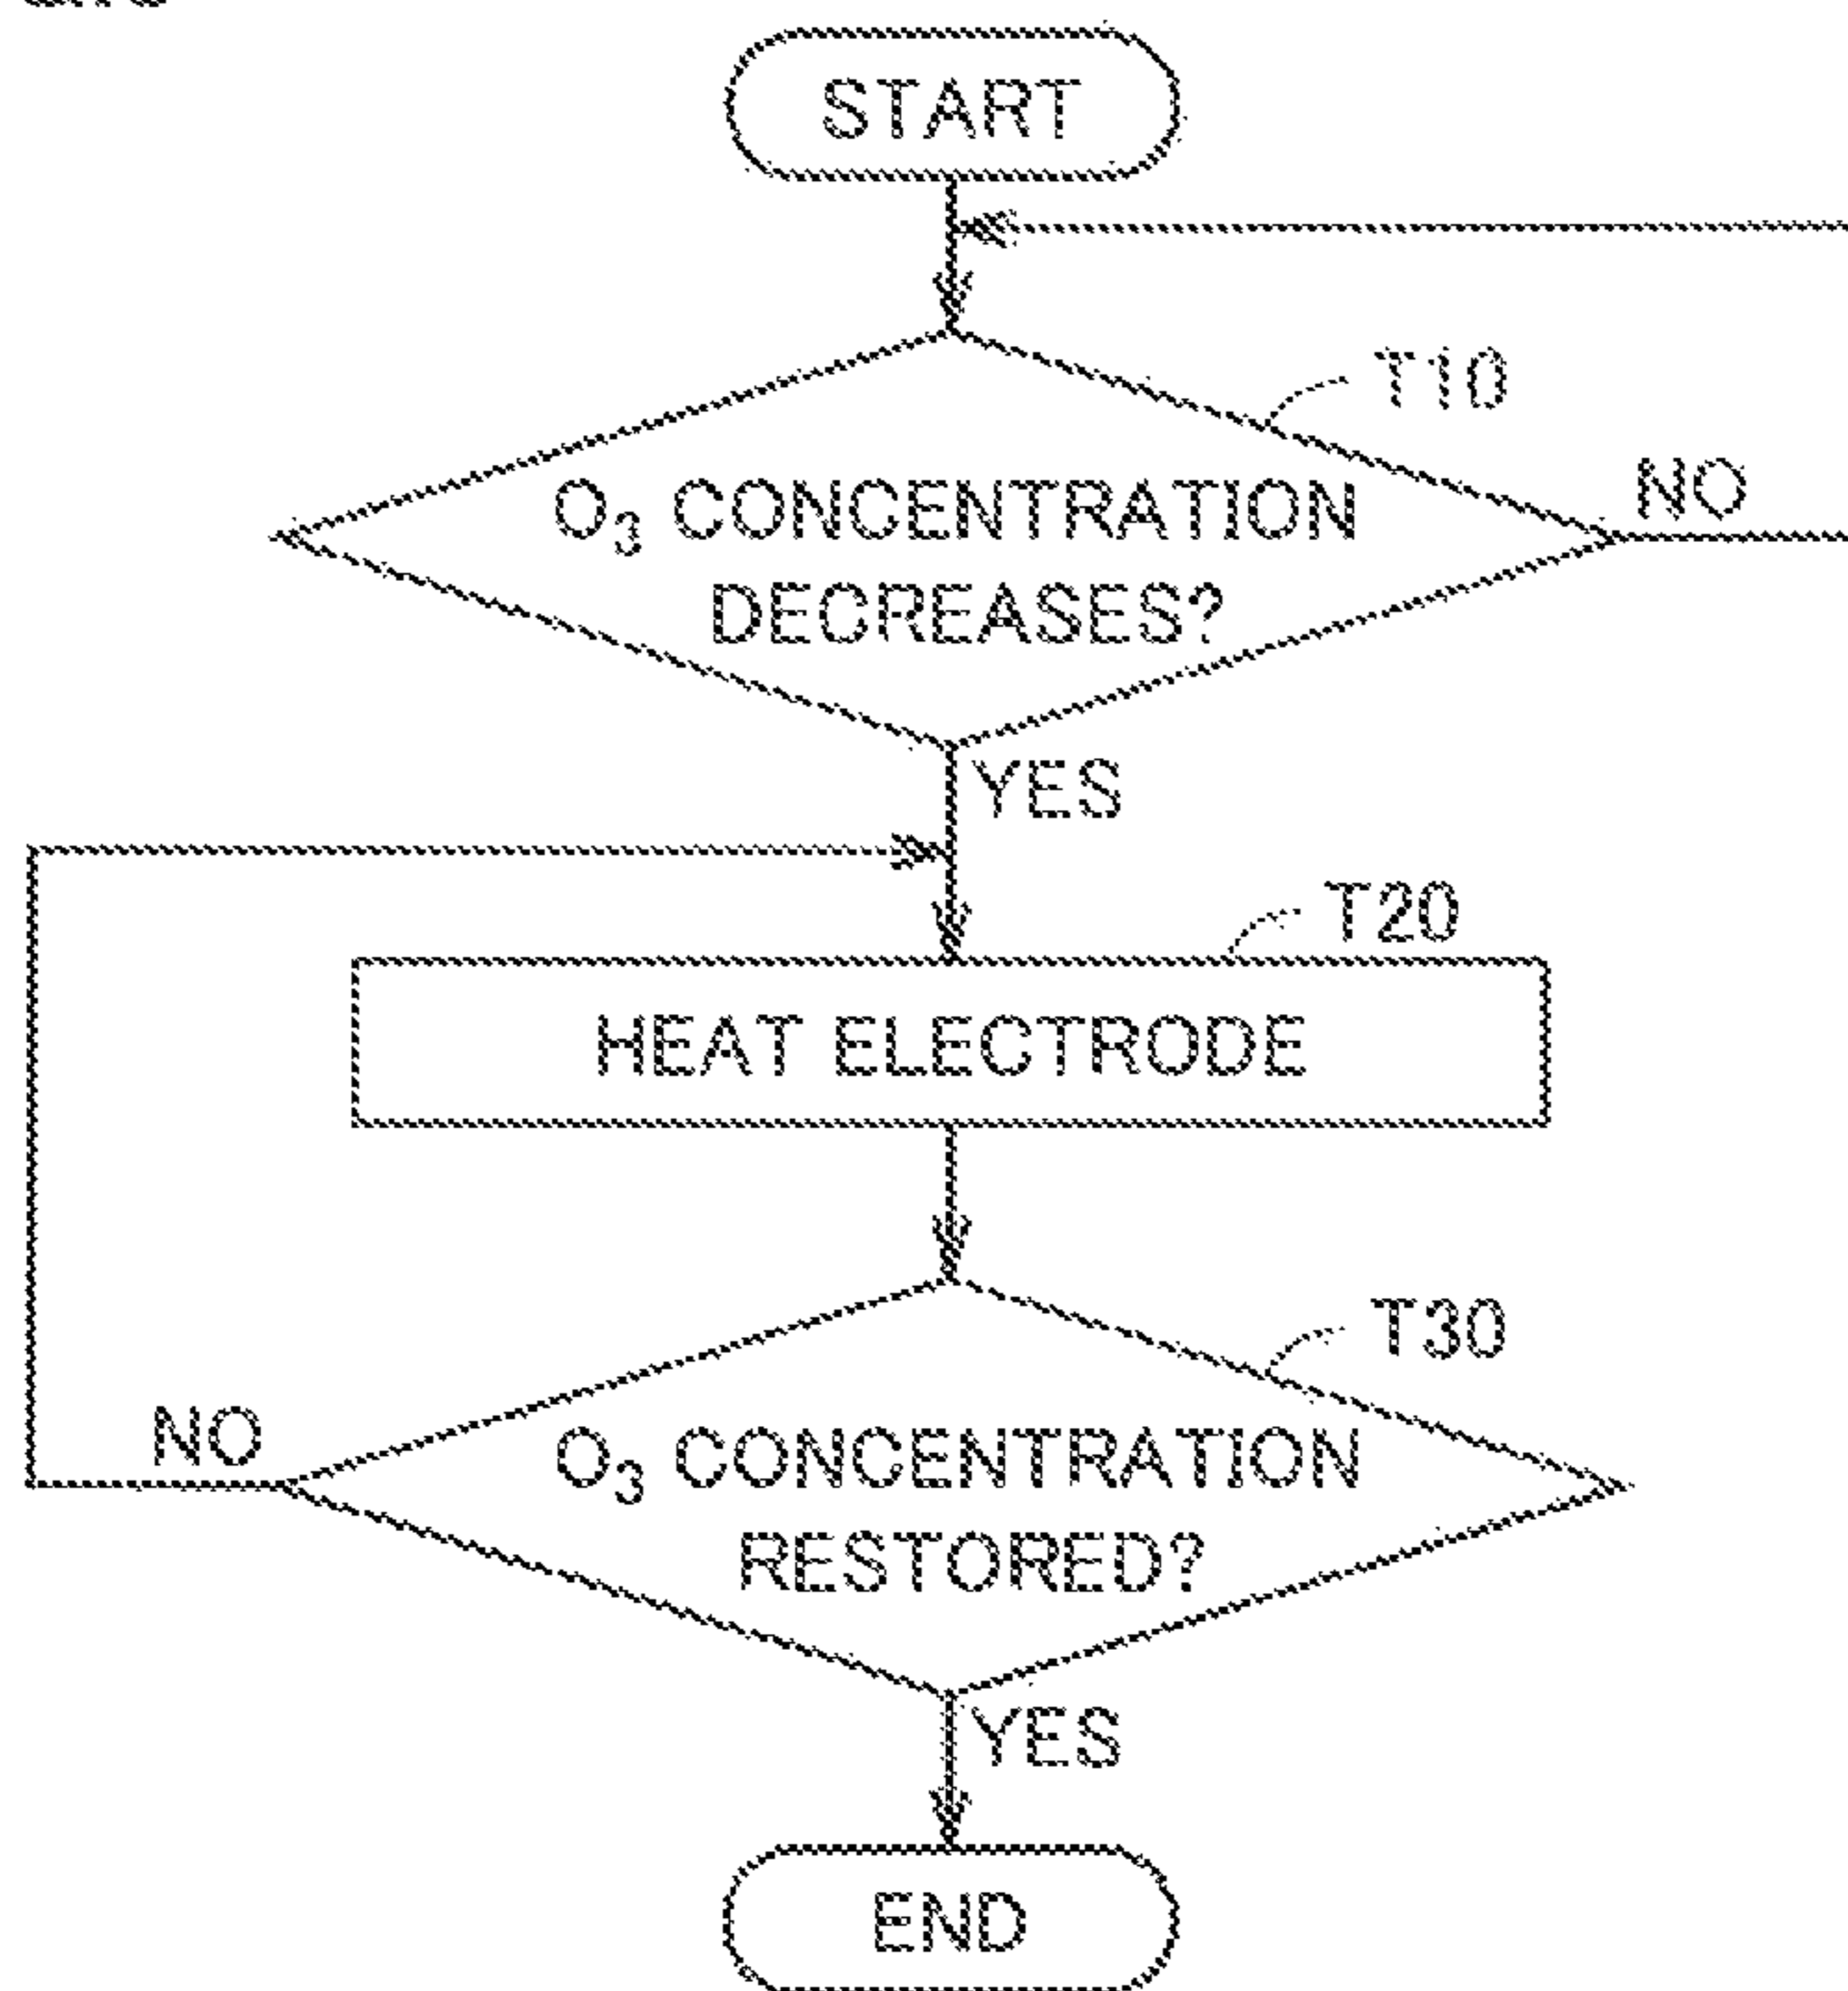 START
T10
O₃ CONCENTRATION
DECREASES?
NO
YES
T20
HEAT ELECTRODE
T30
NO
O₃ CONCENTRATION
RESTORED?
YES
END